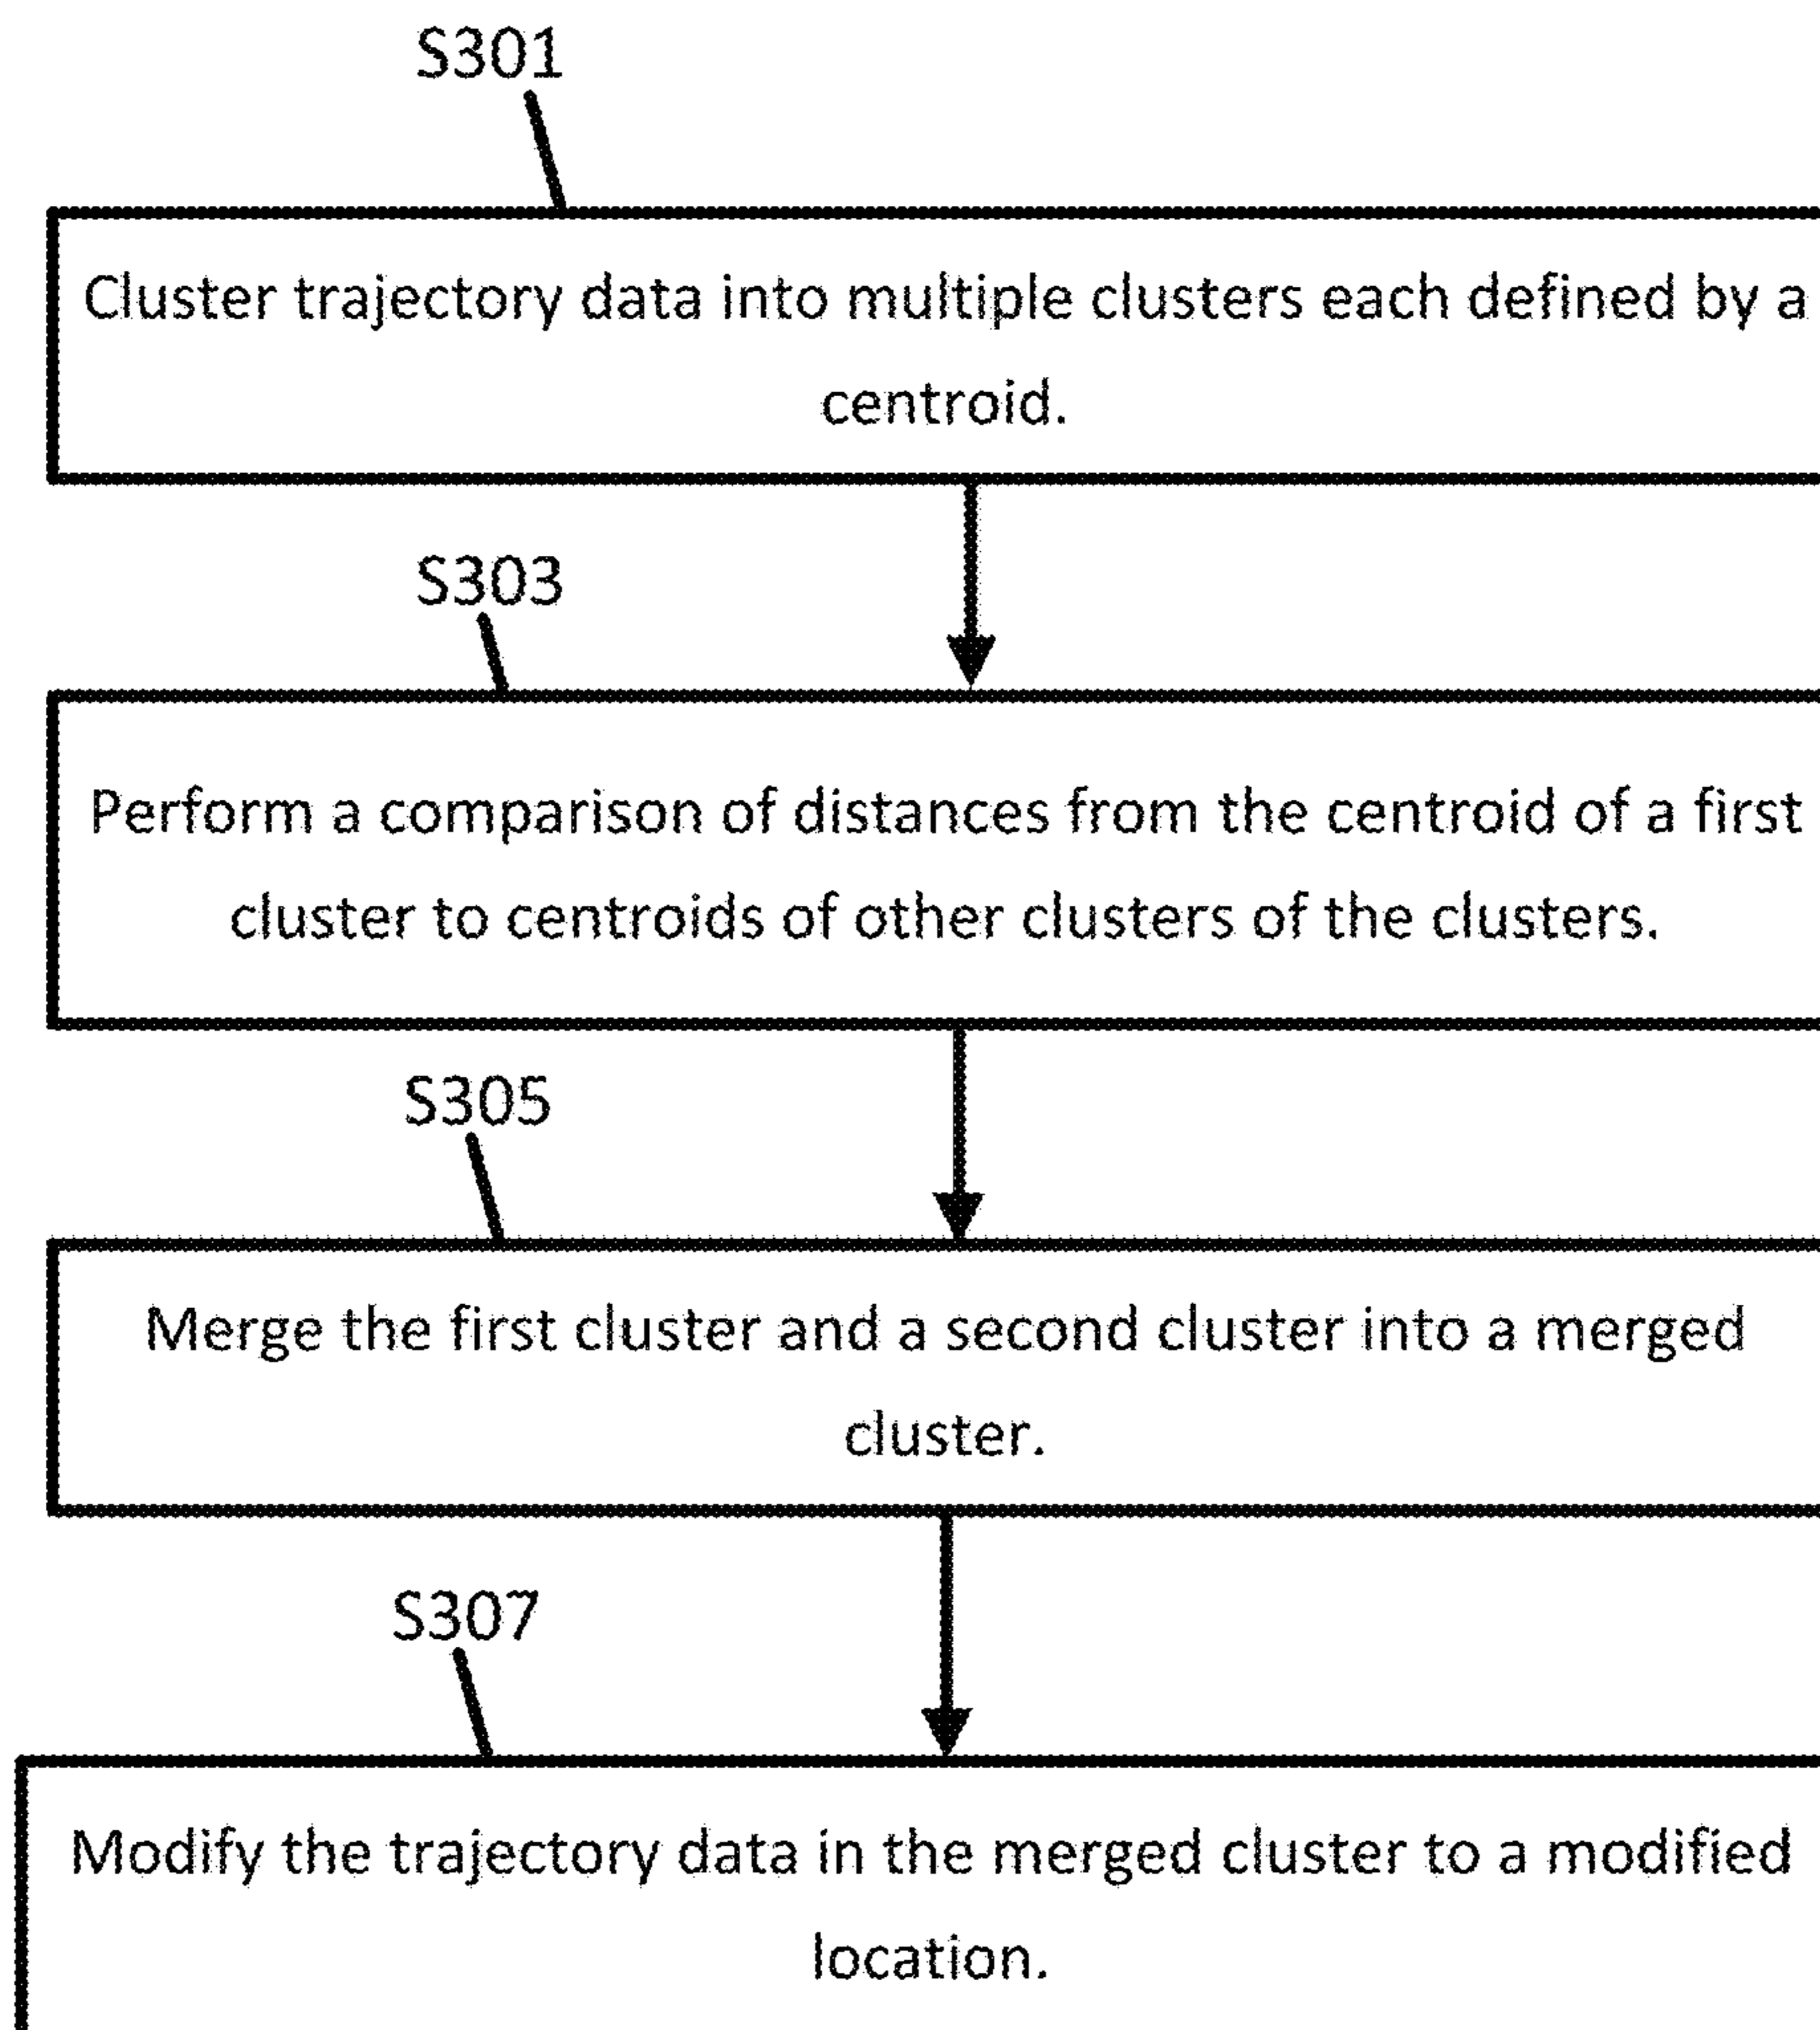 S301
Cluster trajectory data into multiple clusters each defined by a
centroid.
S303
Perform a comparison of distances from the centroid of a first
cluster to centroids of other clusters of the clusters.
S305
Merge the first cluster and a second cluster into a merged
cluster.
S307
Modify the trajectory data in the merged cluster to a modified
location.